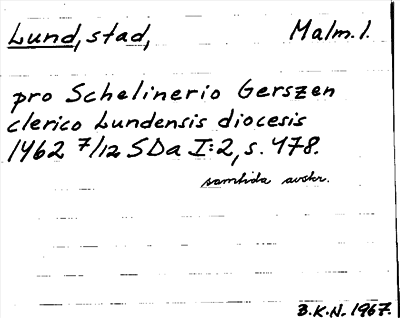 Lund, stad, Malm. l.
pro Schelinerio Gerszen
clerico Lundensis diocesis
1462 7/12 SDa I:2, s. 478.
samtida avskr.
B.K.N. 1967.